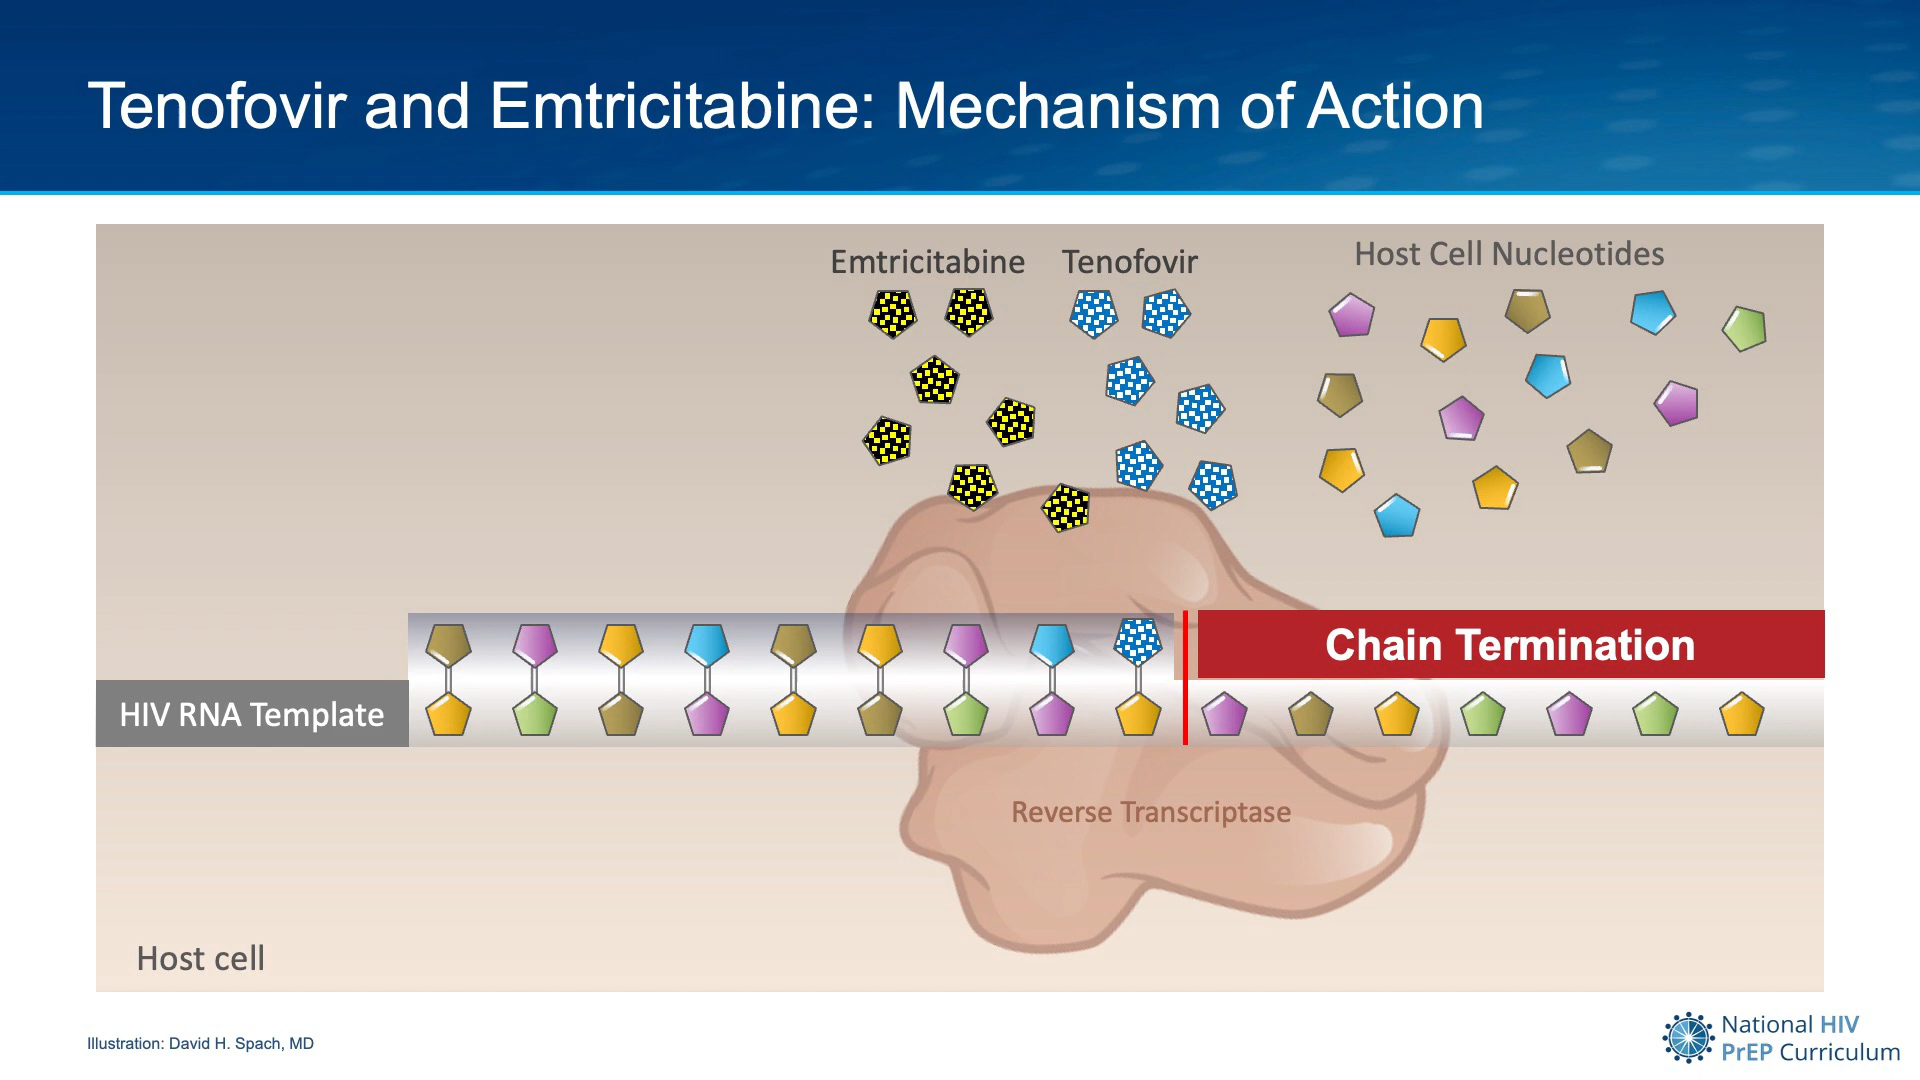 Tenofovir and Emtricitabine: Mechanism of Action
Emtricitabine
Tenofovir
Host Cell Nucleotides
Chain Termination
HIV RNA Template
Reverse Transcriptase
Host cell
Illustration: David H. Spach, MD
National HIV
PrEP Curriculum